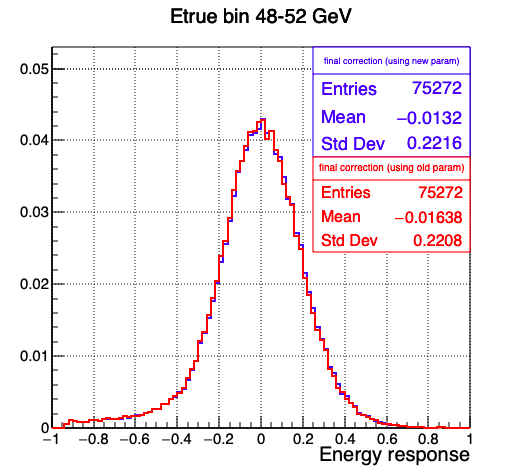 Etrue bin 48-52 GeV
final correction (using new param)
Entries 75272
Mean −0.0132
Std Dev 0.2216
final correction (using old param)
Entries 75272
Mean −0.01638
Std Dev 0.2208
0.05
0.04
0.03
0.02
0.01
0
−1 −0.8 −0.6 −0.4 −0.2 0 0.2 0.4 0.6 0.8 1
Energy response